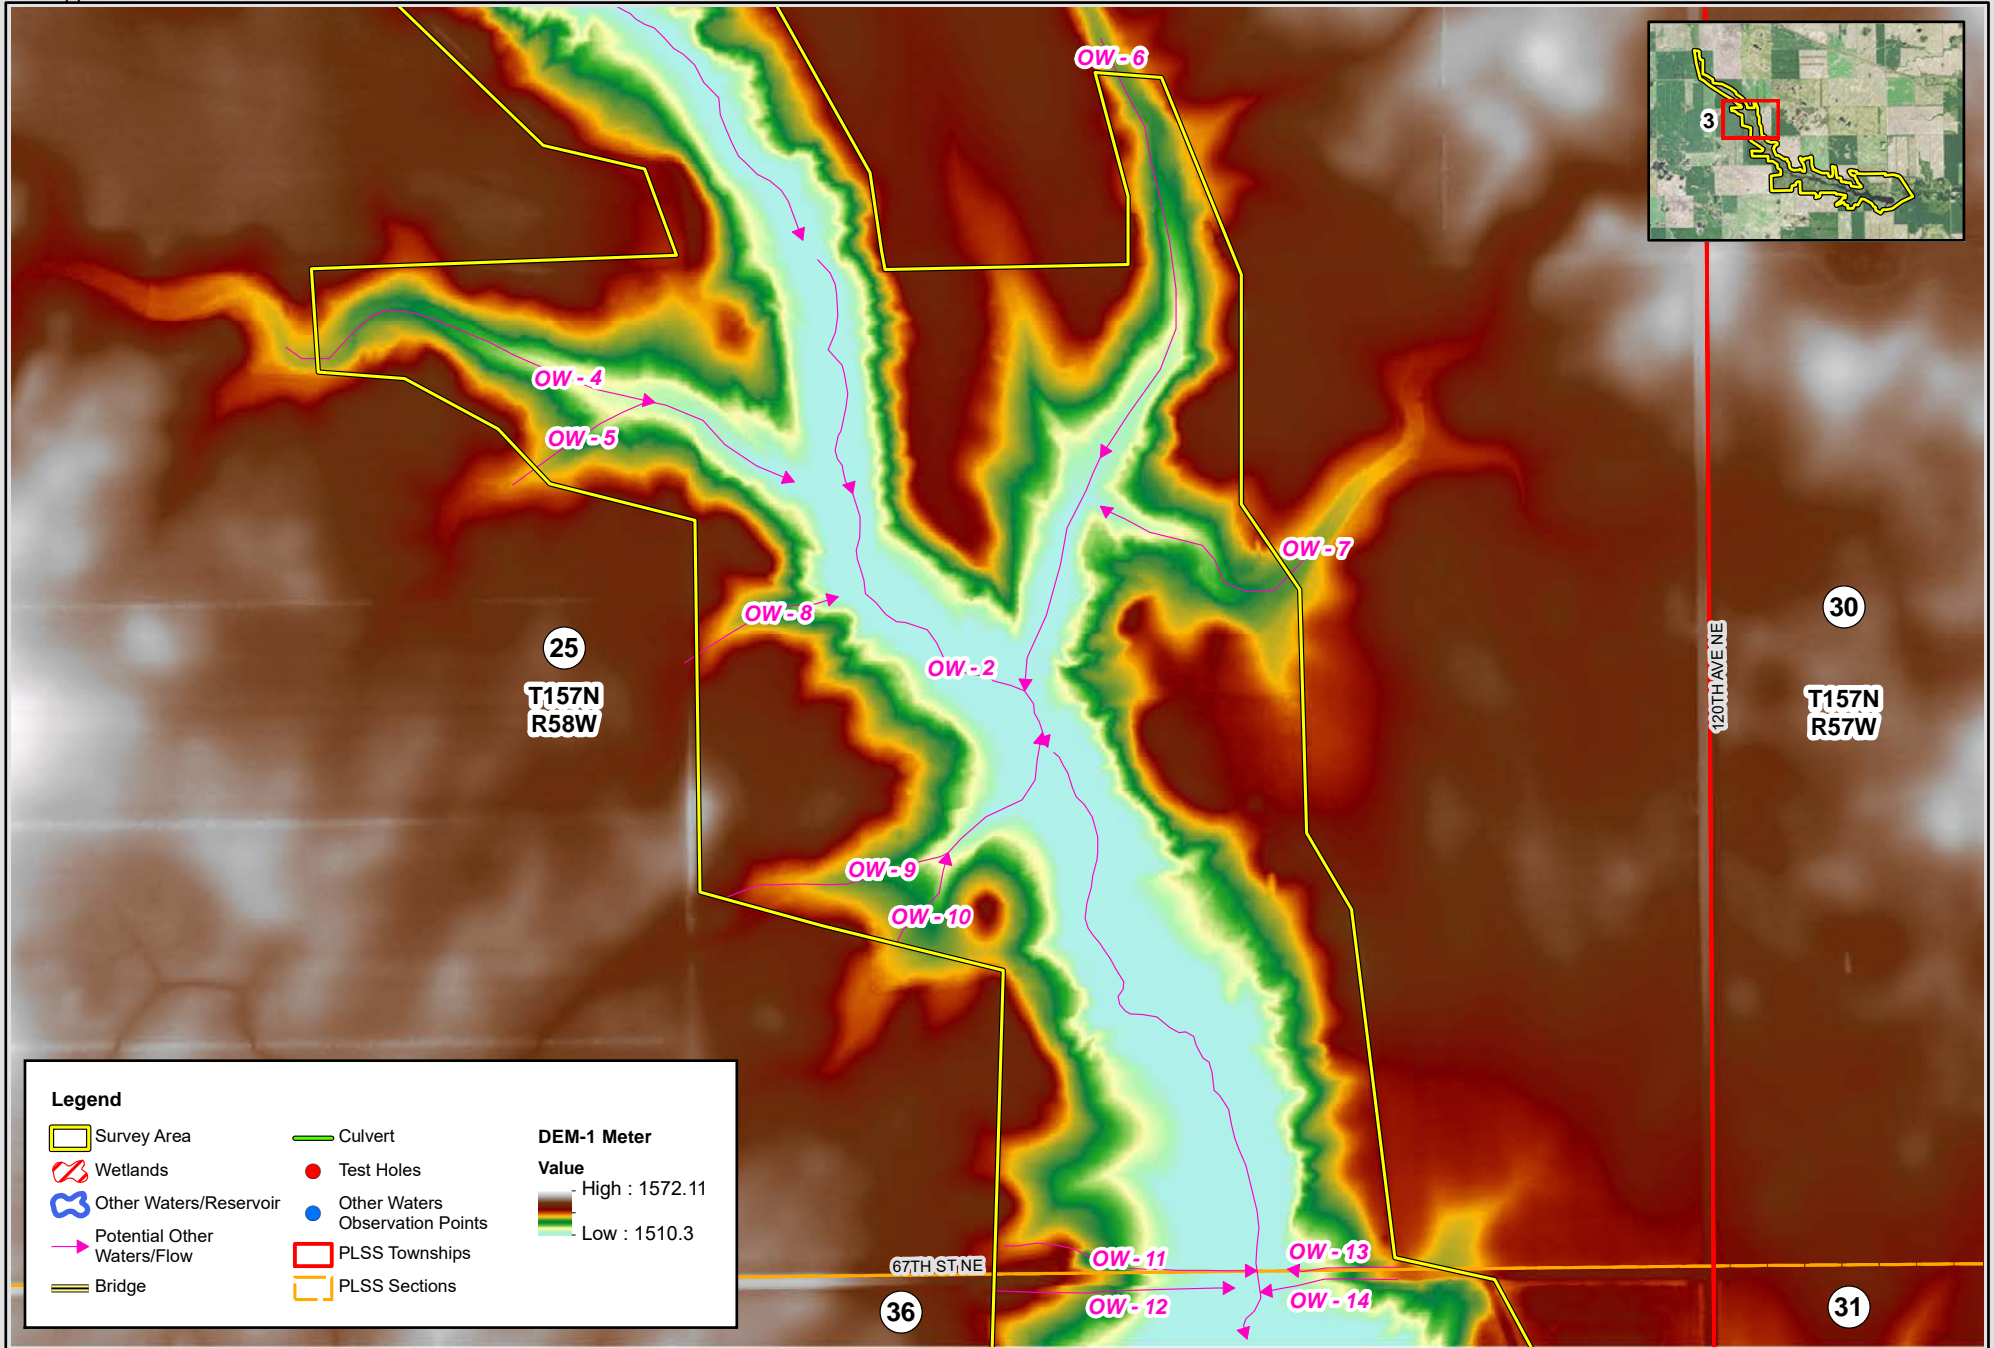 OW - 6
3
OW - 4
OW - 5
OW - 7
OW - 8
25
T157N
R58W
OW - 2
30
T157N
R57W
120TH AVE NE
OW - 9
OW - 10
67TH ST NE
OW - 11
OW - 12
OW - 13
OW - 14
36
31
Legend
Survey Area
Wetlands
Other Waters/Reservoir
Potential Other
Waters/Flow
Bridge
Culvert
Test Holes
Other Waters
Observation Points
PLSS Townships
PLSS Sections
DEM-1 Meter
Value
High : 1572.11
Low : 1510.3